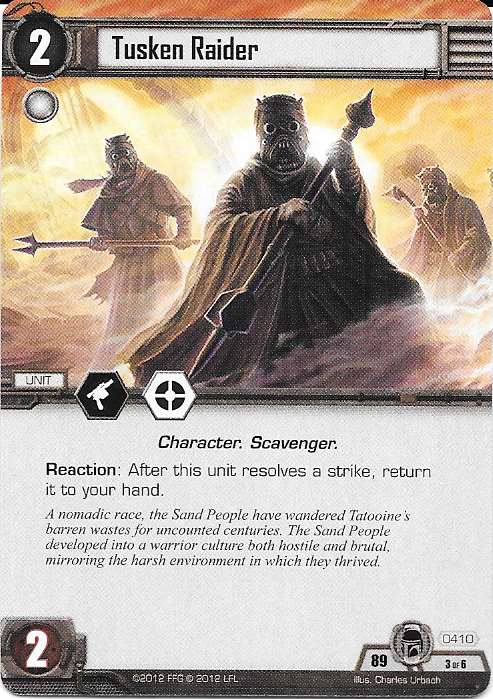 2
Tusken Raider
UNIT
Character. Scavenger.
Reaction: After this unit resolves a strike, return
it to your hand.
A nomadic race, the Sand People have wandered Tatooine's
barren wastes for uncounted centuries. The Sand People
developed into a warrior culture both hostile and brutal,
mirroring the harsh environment in which they thrived.
2
89
0410
3 OF 6
©2012 FFG © 2012 LFL
Illus. Charles Urbach